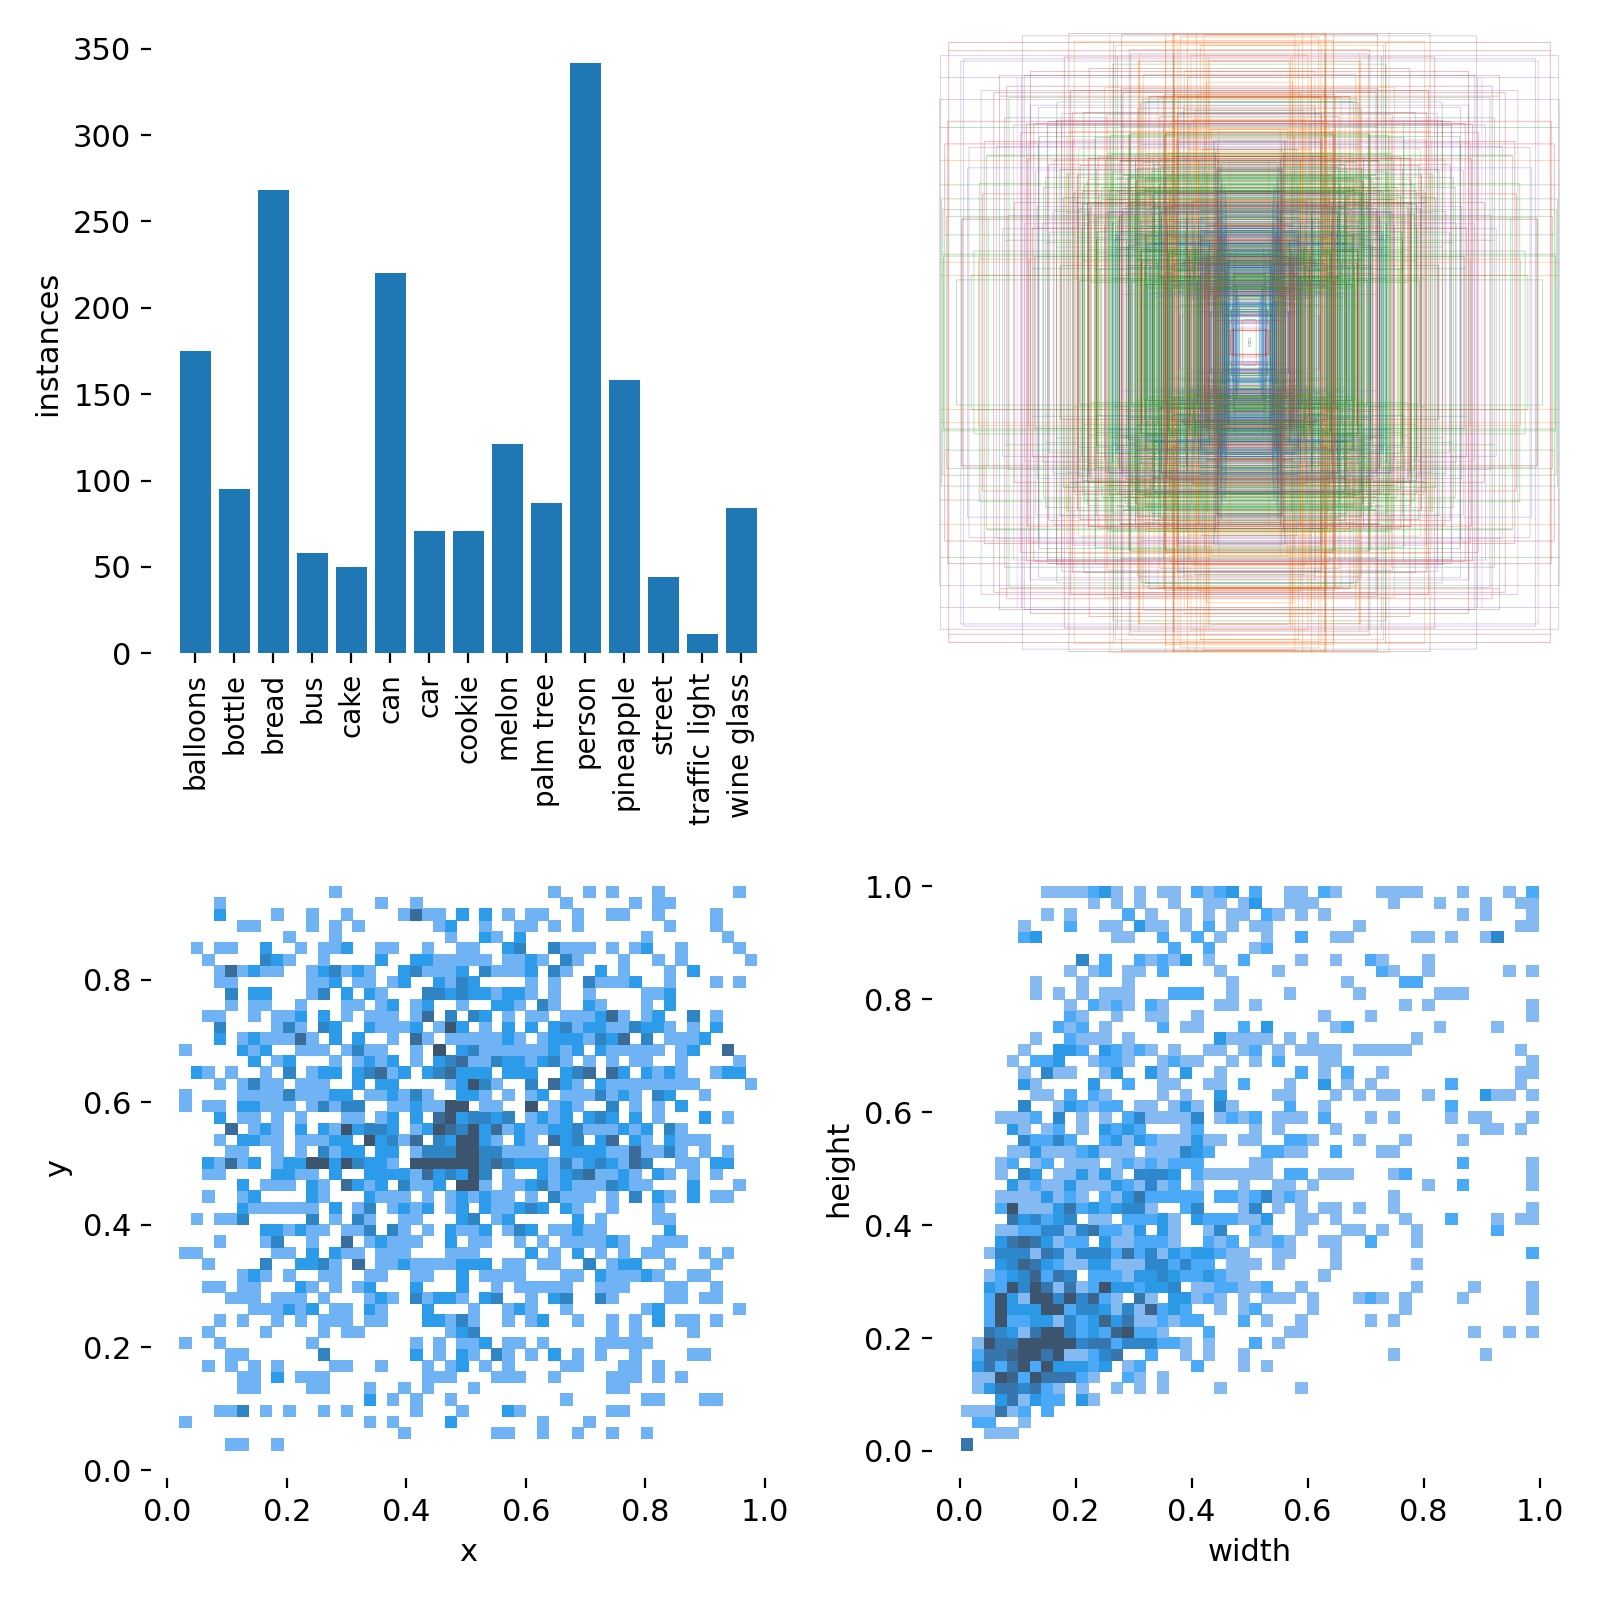 350
300
250
200
150
100
50
0
instances
balloons
bottle
bread
bus
cake
can
car
cookie
melon
palm tree
person
pineapple
street
traffic light
wine glass
0.8
0.6
0.4
0.2
0.0
y
0.0 0.2 0.4 0.6 0.8 1.0
x
1.0
0.8
0.6
0.4
0.2
0.0
height
0.0 0.2 0.4 0.6 0.8 1.0
width